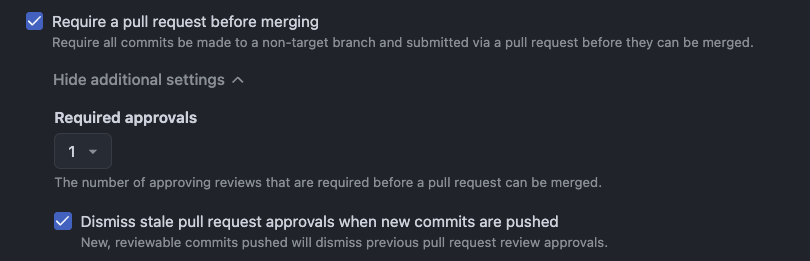 Require a pull request before merging
Require all commits be made to a non-target branch and submitted via a pull request before they can be merged.
Hide additional settings
Required approvals
1
The number of approving reviews that are required before a pull request can be merged.
Dismiss stale pull request approvals when new commits are pushed
New, reviewable commits pushed will dismiss previous pull request review approvals.